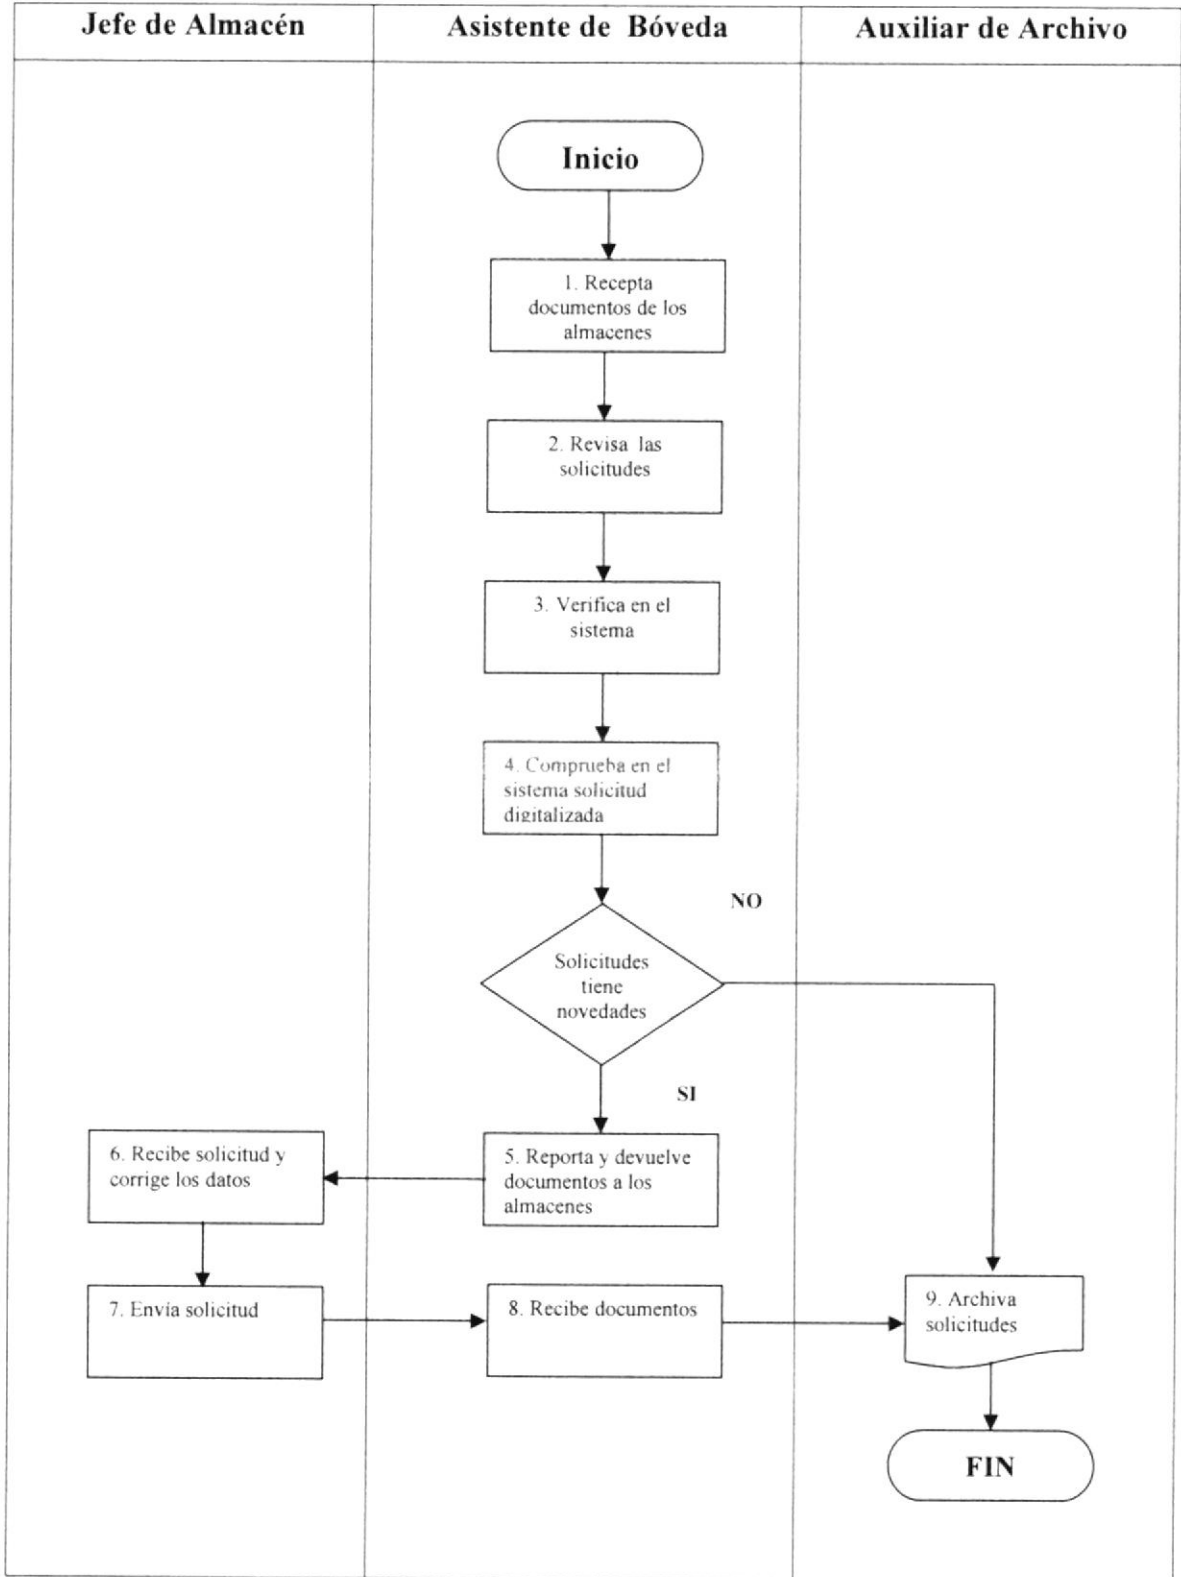 Jefe de Almacén
Asistente de Bóveda
Auxiliar de Archivo
Inicio
1. Recepta
documentos de los
almacenes
2. Revisa las
solicitudes
3. Verifica en el
sistema
4. Comprueba en el
sistema solicitud
digitalizada
NO
Solicitudes
tiene
novedades
SI
5. Reporta y devuelve
documentos a los
almacenes
6. Recibe solicitud y
corrige los datos
7. Envía solicitud
8. Recibe documentos
9. Archiva
solicitudes
FIN